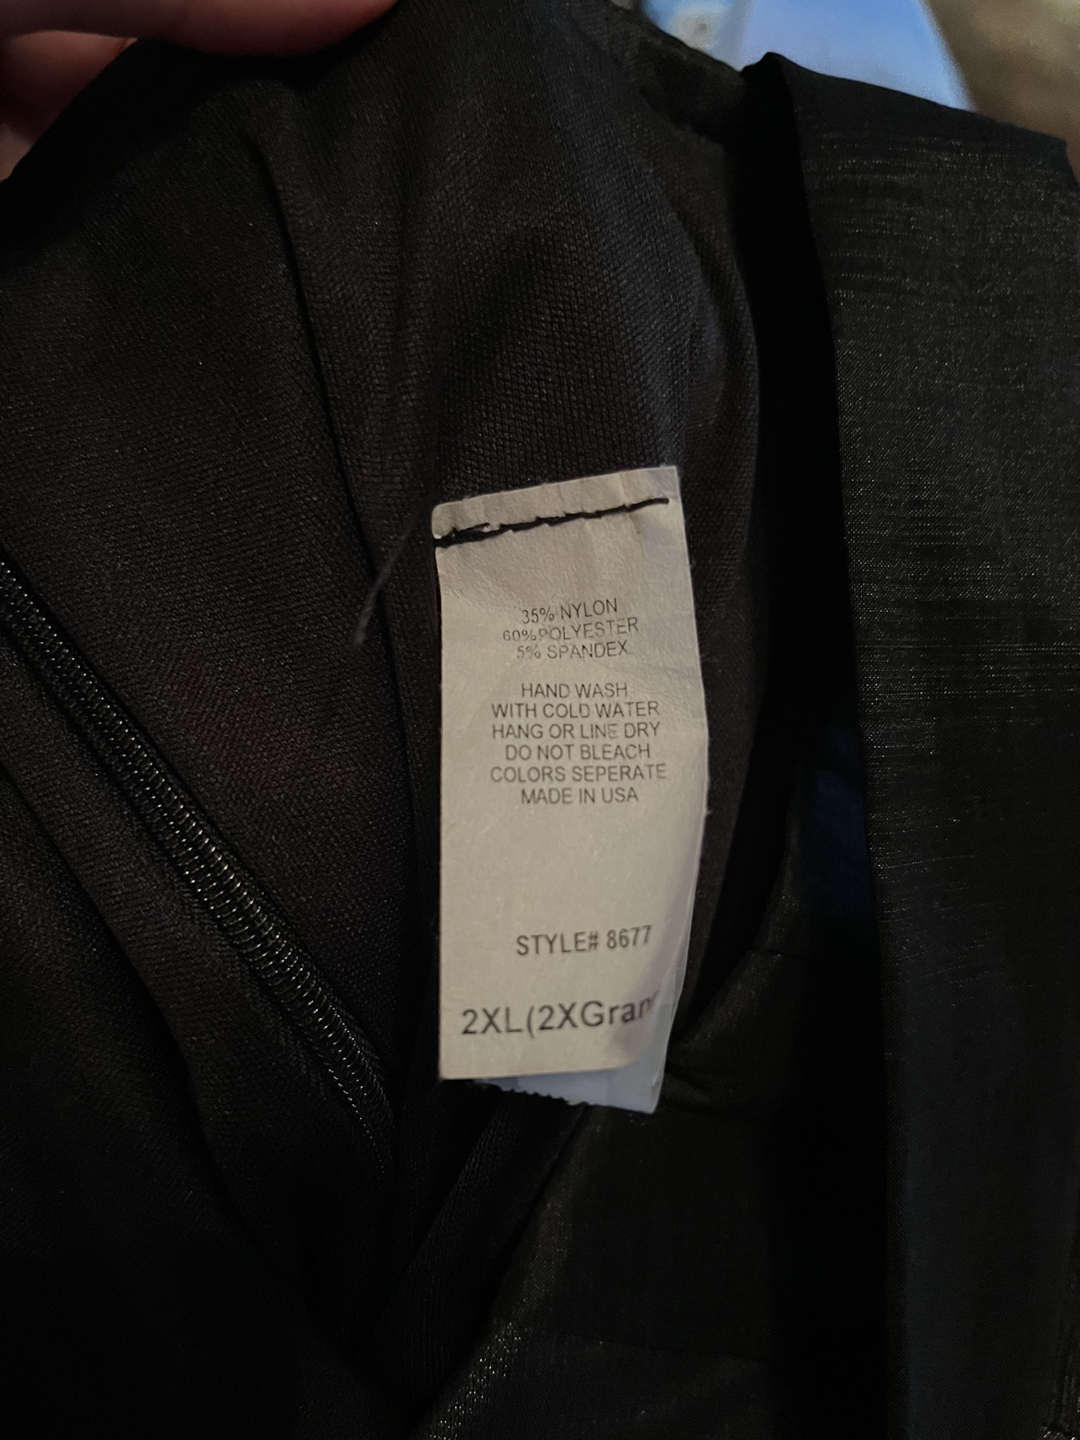 35% NYLON
60%POLYESTER
5% SPANDEX
HAND WASH
WITH COLD WATER
HANG OR LINE DRY
DO NOT BLEACH
COLORS SEPERATE
MADE IN USA
STYLE# 8677
2XL(2XGran